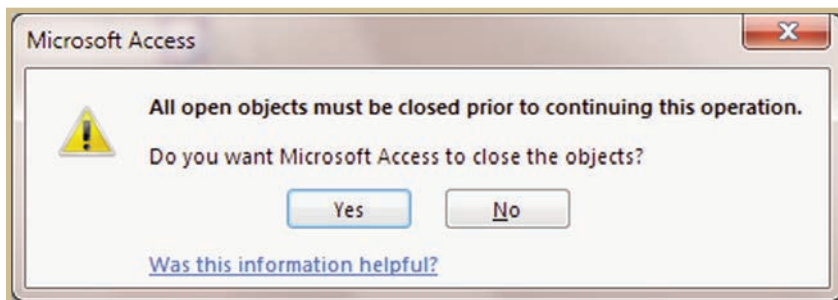 Microsoft Access
All open objects must be closed prior to continuing this operation.
Do you want Microsoft Access to close the objects?
Yes
No
Was this information helpful?